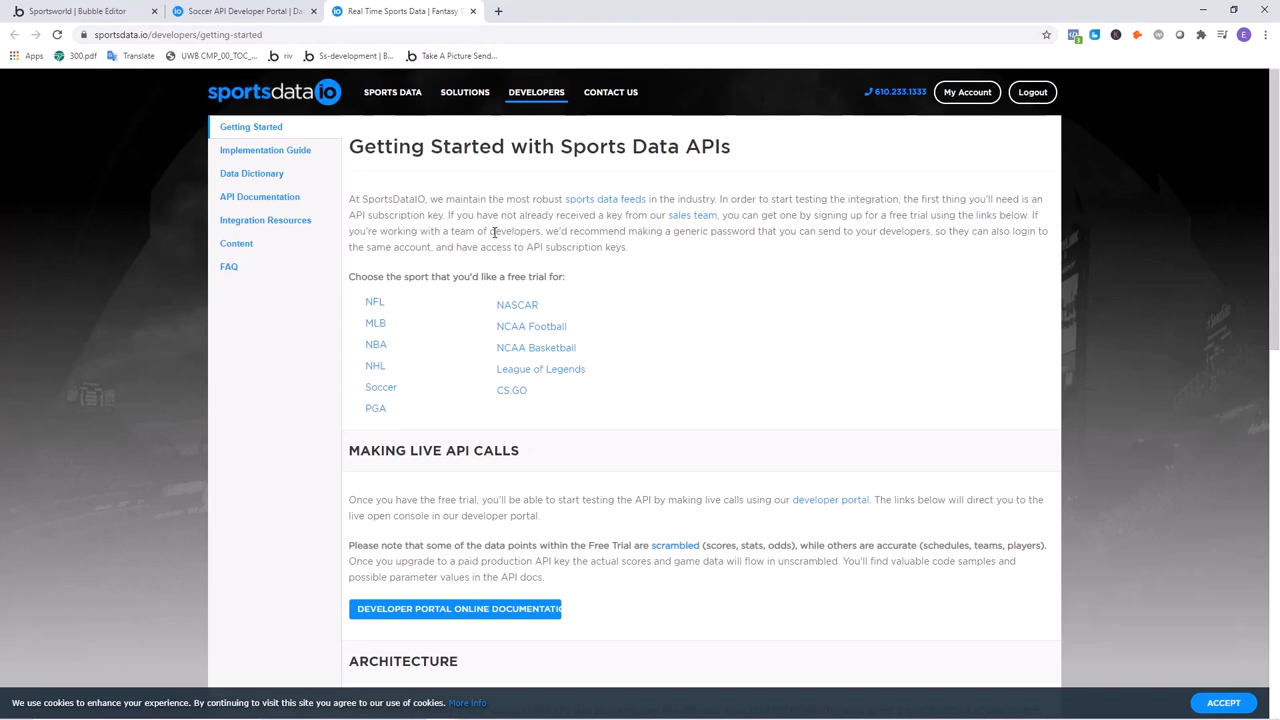 Sportsworld | Bubble Editor
Soccer API Developer Portal | Da
Real Time Sports Data | Fantasy S
sportsdata.io/developers/getting-started
Apps
300.pdf
Translate
UWB CMP_00_TOC_...
riv
Ss-development | B...
Take A Picture Send...
sportsdataio
SPORTS DATA
SOLUTIONS
DEVELOPERS
CONTACT US
610.233.1333
My Account
Logout
Getting Started
Implementation Guide
Data Dictionary
API Documentation
Integration Resources
Content
FAQ
Getting Started with Sports Data APIs
At SportsDataIO, we maintain the most robust sports data feeds in the industry. In order to start testing the integration, the first thing you'll need is an
API subscription key. If you have not already received a key from our sales team, you can get one by signing up for a free trial using the links below. If
you're working with a team of developers, we'd recommend making a generic password that you can send to your developers, so they can also login to
the same account, and have access to API subscription keys.
Choose the sport that you'd like a free trial for:
NFL
MLB
NBA
NHL
Soccer
PGA
NASCAR
NCAA Football
NCAA Basketball
League of Legends
CS:GO
MAKING LIVE API CALLS
Once you have the free trial, you'll be able to start testing the API by making live calls using our developer portal. The links below will direct you to the
live open console in our developer portal.
Please note that some of the data points within the Free Trial are scrambled (scores, stats, odds), while others are accurate (schedules, teams, players).
Once you upgrade to a paid production API key the actual scores and game data will flow in unscrambled. You'll find valuable code samples and
possible parameter values in the API docs.
DEVELOPER PORTAL ONLINE DOCUMENTATIO
ARCHITECTURE
We use cookies to enhance your experience. By continuing to visit this site you agree to our use of cookies. More info
ACCEPT